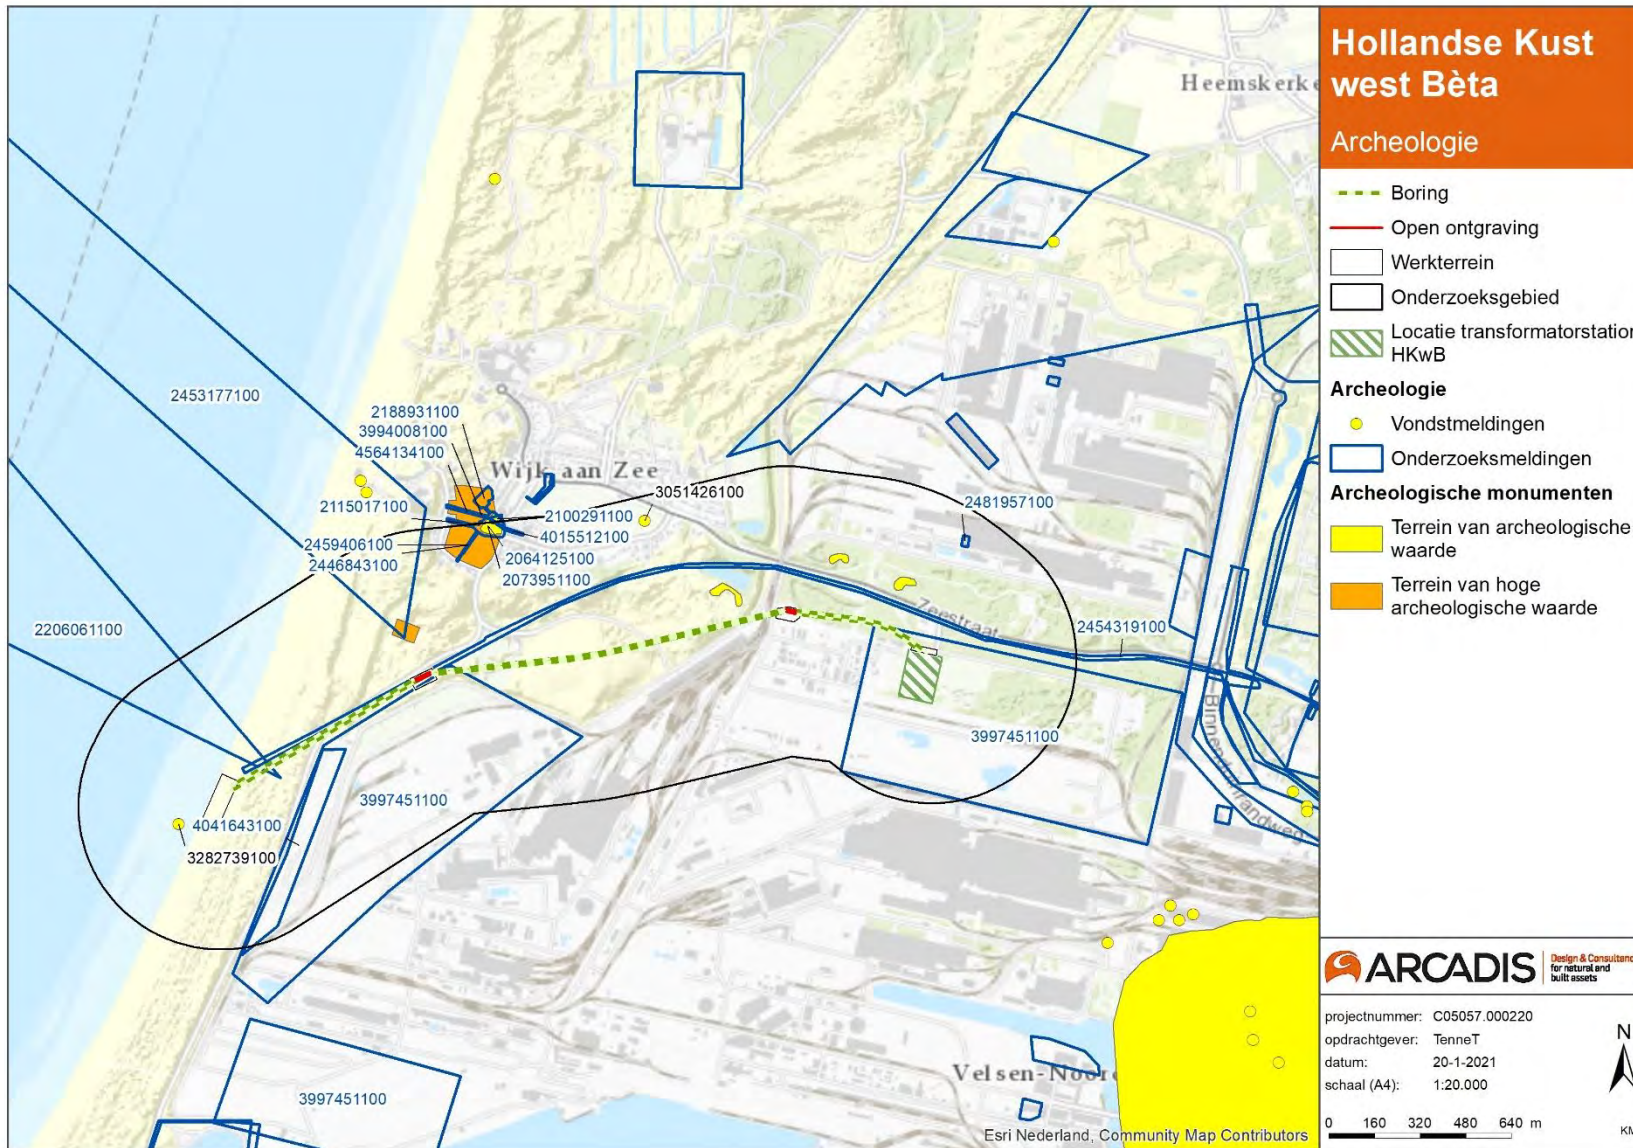 Heemskerke
2453177100
2188931100
3994008100
4564134100
Wijk aan Zee
3051426100
2481957100
2115017100
2100291100
4015512100
2459406100
2064125100
2446843100
2073951100
2206061100
Zeestraat
2454319100
Binnenduinrandweg
3997451100
3997451100
4041643100
3282739100
Velsen-Noord
3997451100
Esri Nederland, Community Map Contributors
Hollandse Kust
west Bèta
Archeologie
Boring
Open ontgraving
Werkterrein
Onderzoeksgebied
Locatie transformatorstation
HKwB
Archeologie
Vondstmeldingen
Onderzoeksmeldingen
Archeologische monumenten
Terrein van archeologische
waarde
Terrein van hoge
archeologische waarde
ARCADIS
Design & Consultanc
for natural and
built assets
projectnummer: C05057.000220
opdrachtgever: TenneT
datum: 20-1-2021
schaal (A4): 1:20.000
N
0 160 320 480 640 m
KM